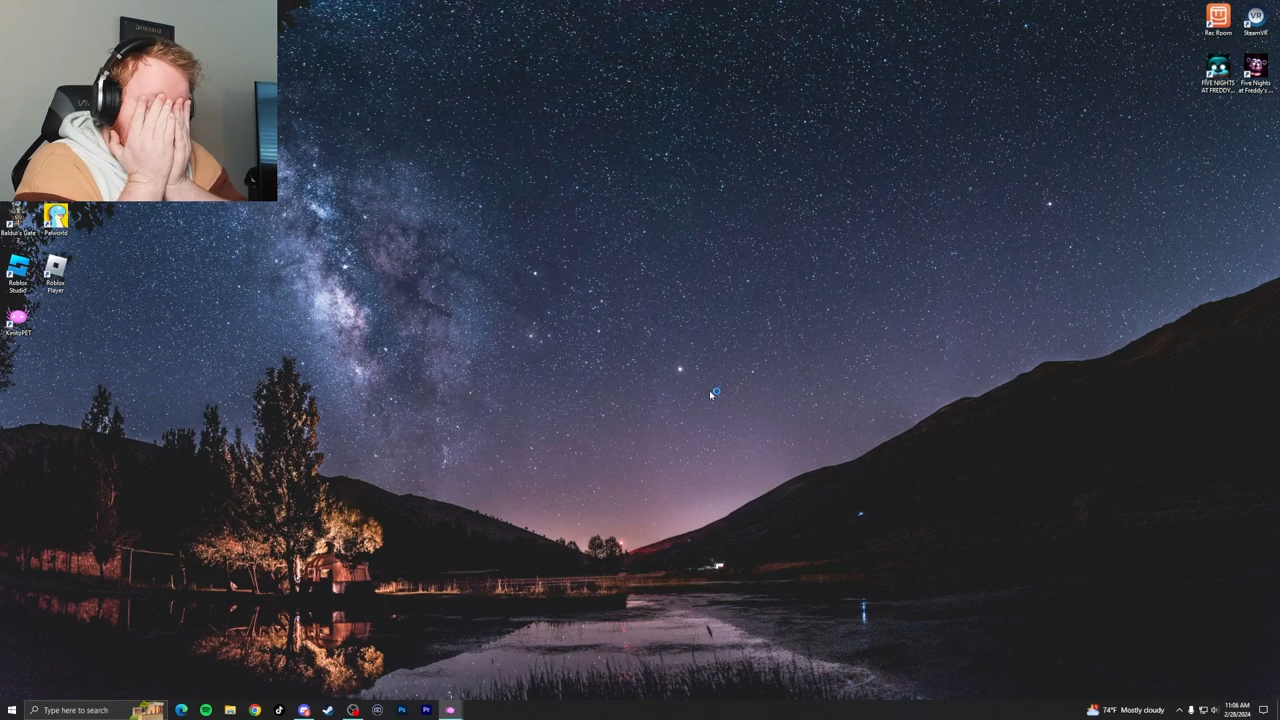 Rec Room
SteamVR
FIVE NIGHTS
AT FREDDY...
Five Nights
at Freddy's ...
Baldur's Gate
3
Palworld
Roblox
Studio
Roblox
Player
KinitoPET
Type here to search
74°F Mostly cloudy
11:06 AM
2/28/2024